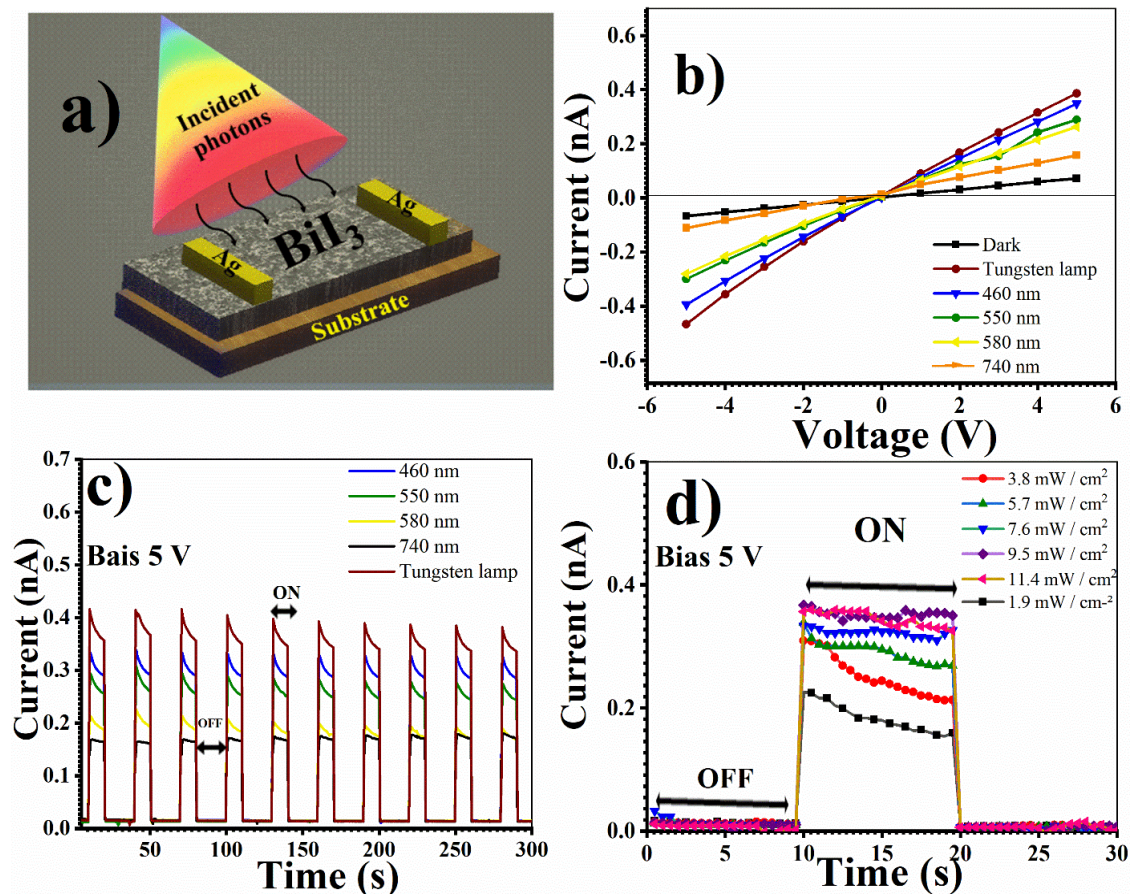 a)
Incident
photons
Ag
Ag
BiI₃
Substrate
b)
Current (nA)
0.6
0.4
0.2
0.0
-0.2
-0.4
-0.6
-6 -4 -2 0 2 4 6
Voltage (V)
Dark
Tungsten lamp
460 nm
550 nm
580 nm
740 nm
c)
Bais 5 V
Current (nA)
0.7
0.6
0.5
0.4
0.3
0.2
0.1
0.0
50 100 150 200 250 300
Time (s)
460 nm
550 nm
580 nm
740 nm
Tungsten lamp
ON
OFF
d)
Bias 5 V
Current (nA)
0.6
0.4
0.2
0.0
0 5 10 15 20 25 30
Time (s)
ON
OFF
3.8 mW / cm²
5.7 mW / cm²
7.6 mW / cm²
9.5 mW / cm²
11.4 mW / cm²
1.9 mW / cm-²